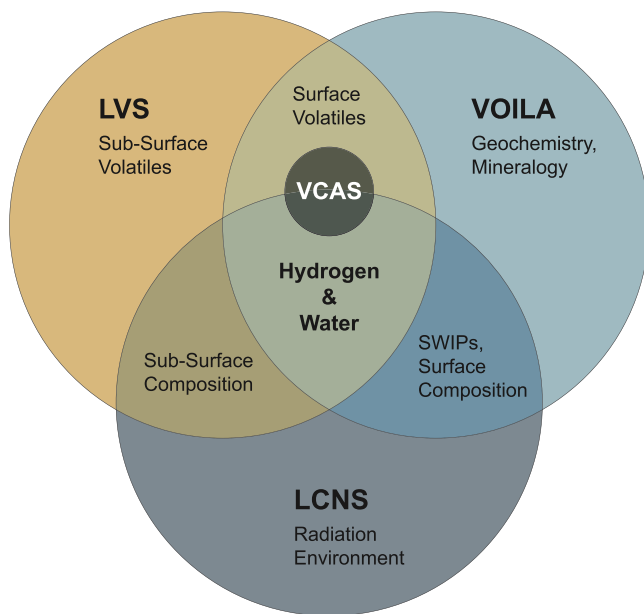 LVS
Sub-Surface
Volatiles
Surface
Volatiles
VOILA
Geochemistry,
Mineralogy
VCAS
Hydrogen
&
Water
Sub-Surface
Composition
SWIPs,
Surface
Composition
LCNS
Radiation
Environment